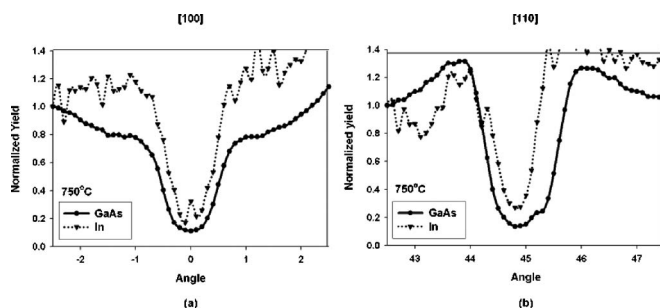 [100]
[110]
Normalized Yield
1.4
1.2
1.0
0.8
0.6
0.4
0.2
0.0
750°C
GaAs
In
-2
-1
0
1
2
Angle
(a)
Normalized yield
1.4
1.2
1.0
0.8
0.6
0.4
0.2
0.0
750°C
GaAs
In
43
44
45
46
47
Angle
(b)